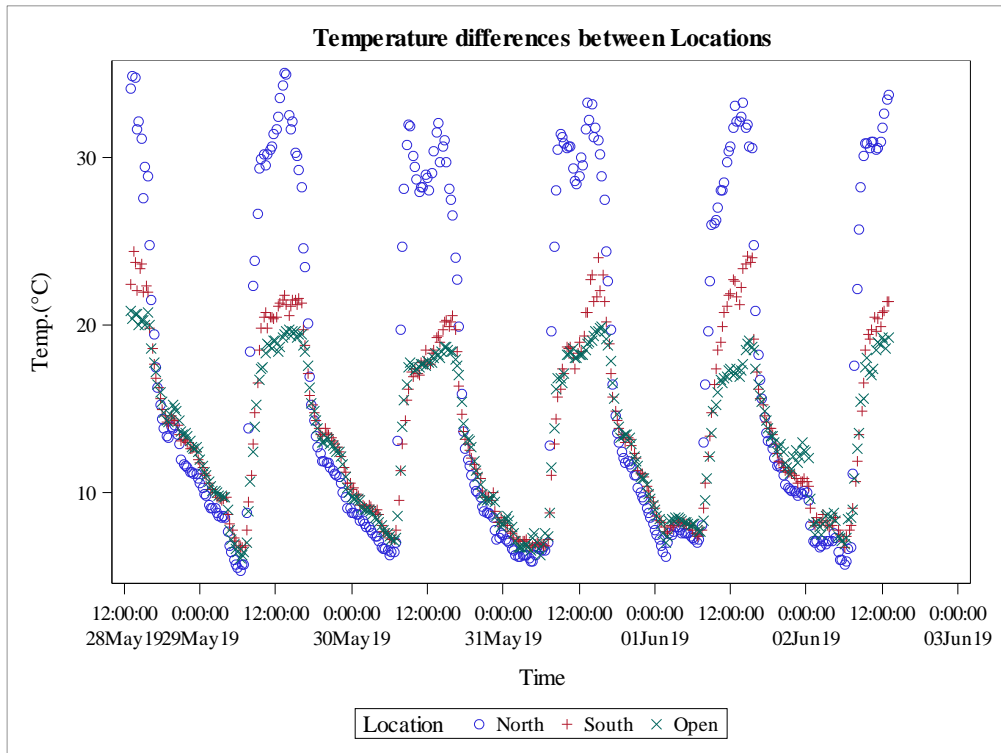 Temperature differences between Locations
Temp.(°C)
30
20
10
12:00:00 0:00:00 12:00:00 0:00:00 12:00:00 0:00:00 12:00:00 0:00:00 12:00:00 0:00:00 12:00:00 0:00:00
28May19 29May19 30May19 31May19 01Jun19 02Jun19 03Jun19
Time
Location North South Open